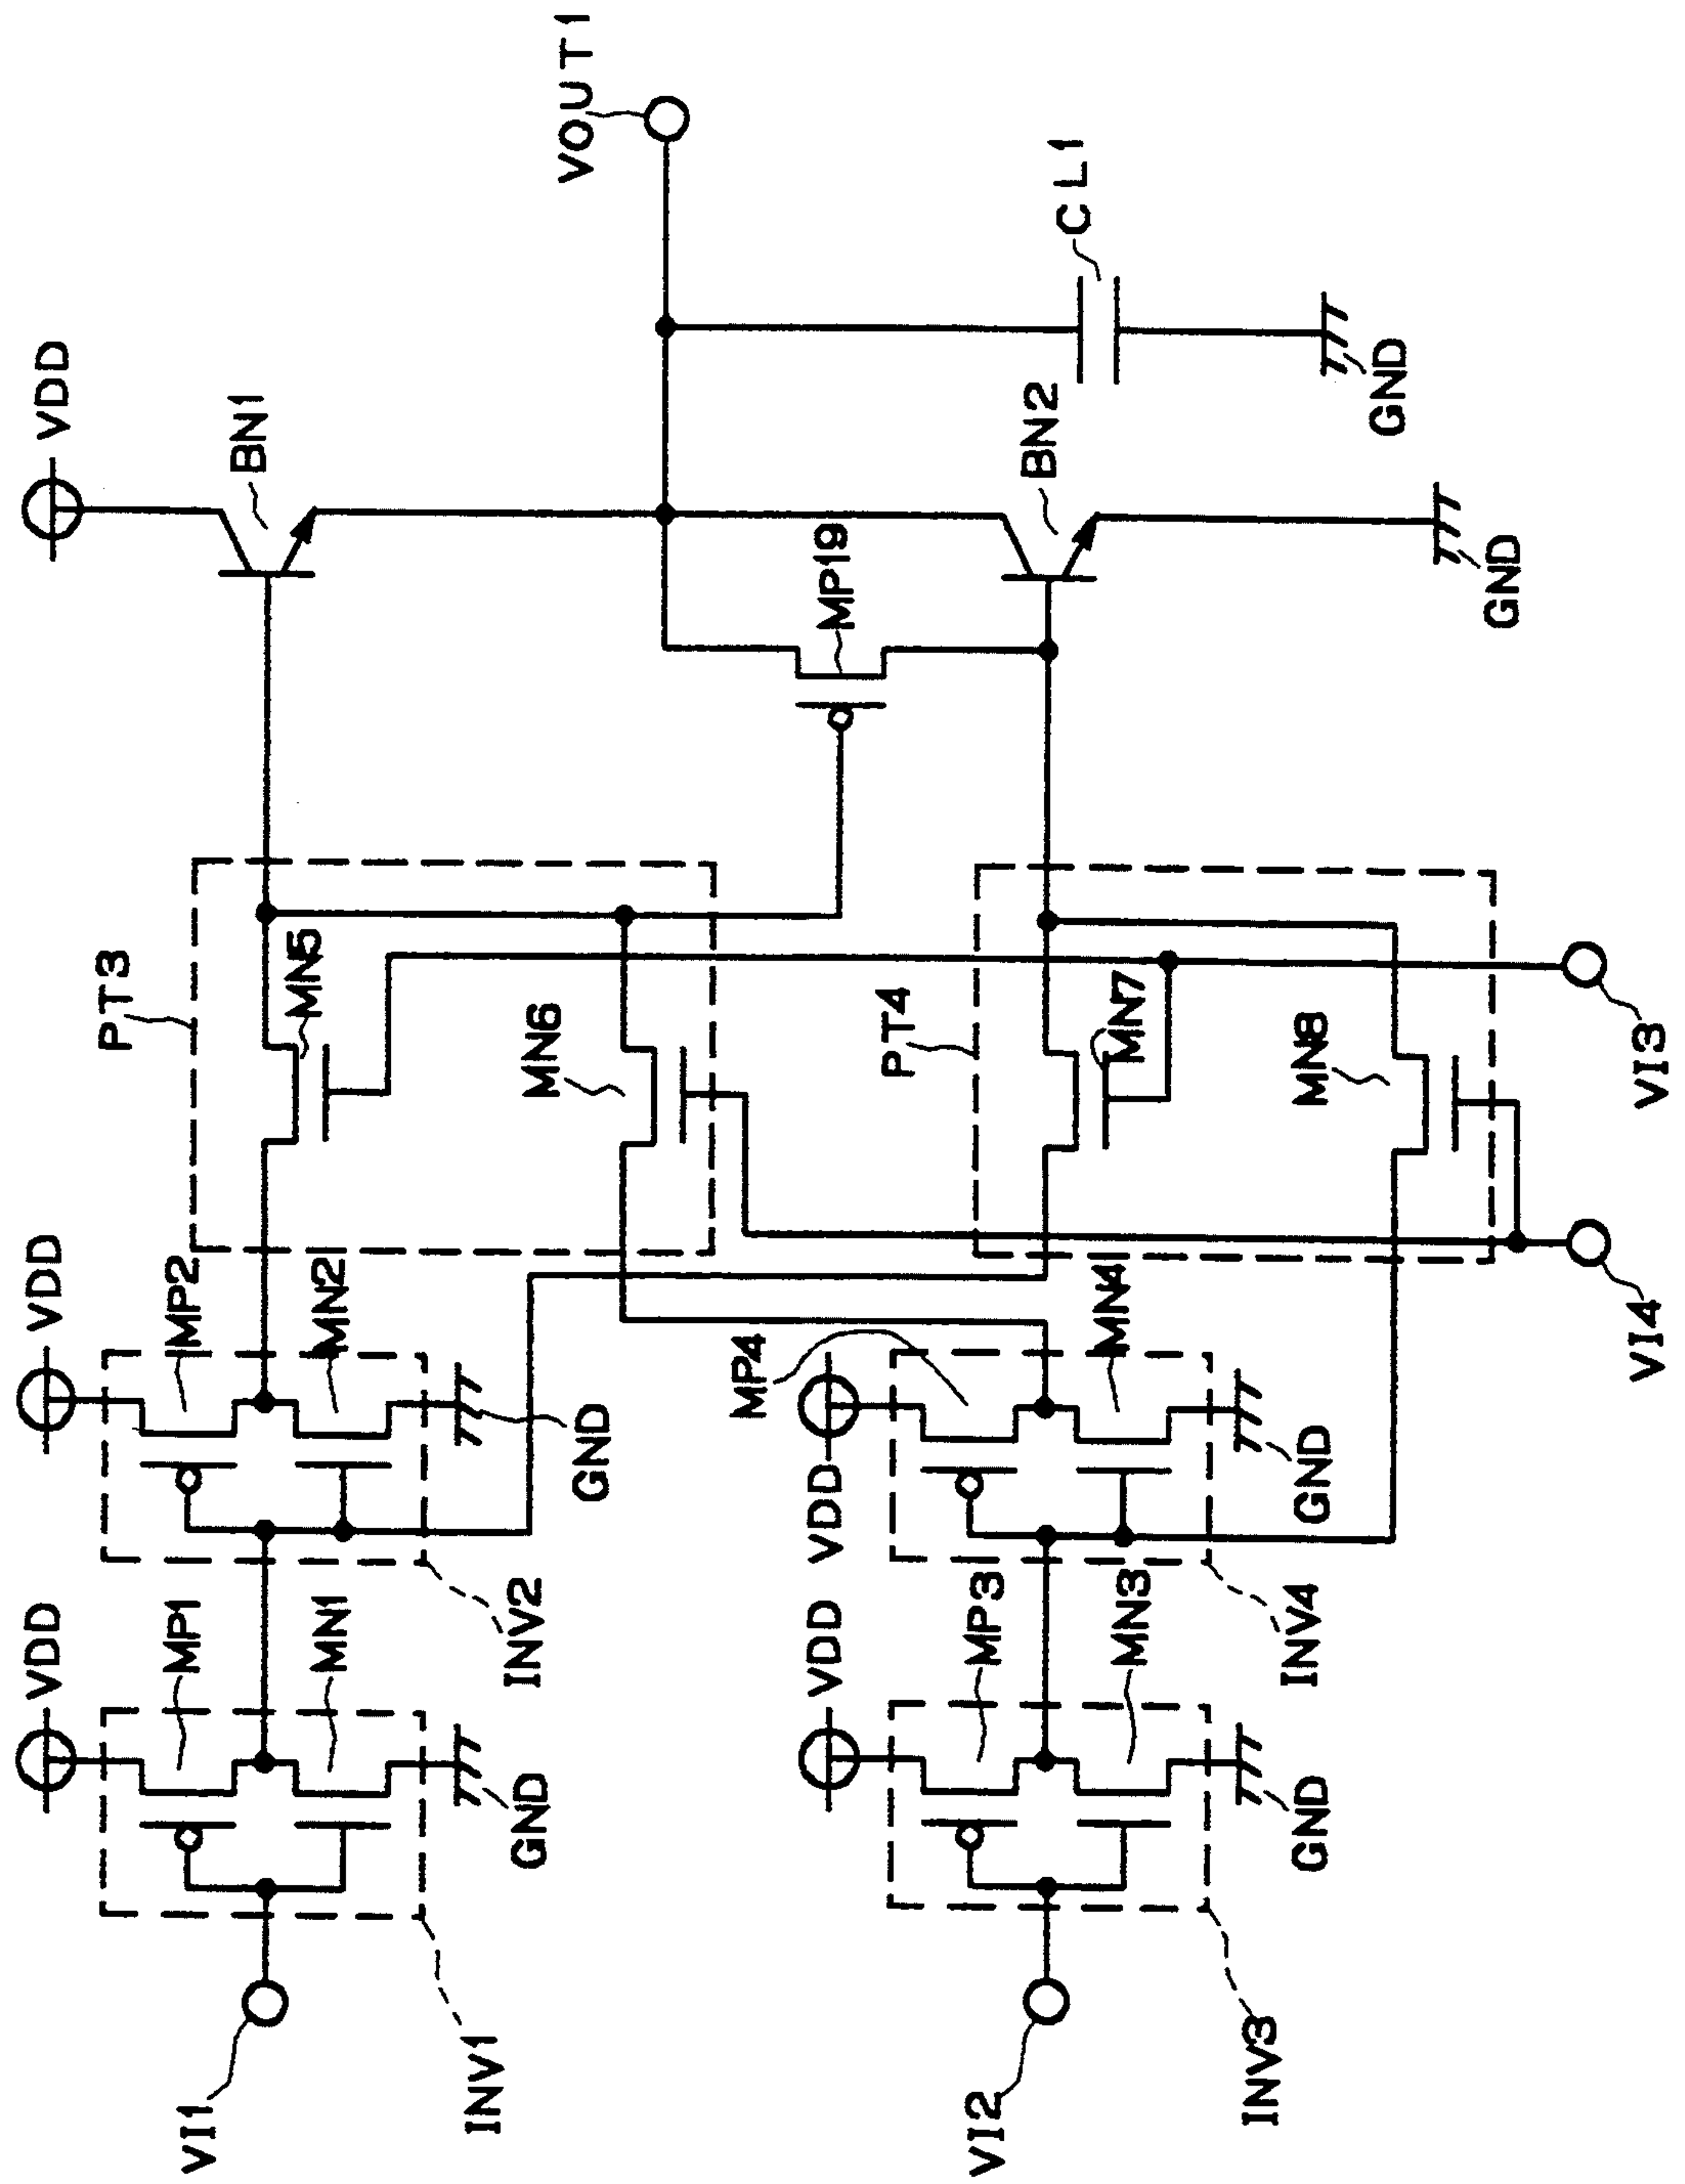 VDD
BN1
VOUT1
CL1
GND
BN2
GND
MP19
PT3
MN5
MN6
PT4
MN7
MN8
VI3
VI4
VDD
MP2
MN2
GND
INV2
VDD
MP4
MN4
GND
INV4
VDD
MP1
MN1
GND
INV1
VI1
VDD
MP3
MN3
GND
INV3
VI2